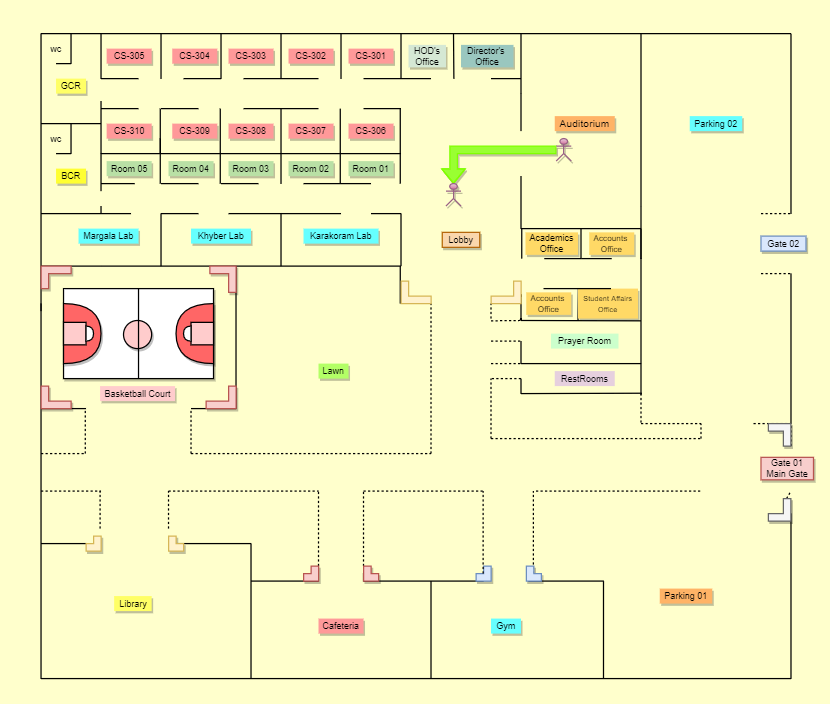 wc
CS-305
CS-304
CS-303
CS-302
CS-301
HOD's
Office
Director's
Office
GCR
CS-310
CS-309
CS-308
CS-307
CS-306
Auditorium
Parking 02
wc
BCR
Room 05
Room 04
Room 03
Room 02
Room 01
Margala Lab
Khyber Lab
Karakoram Lab
Lobby
Academics
Office
Accounts
Office
Gate 02
Accounts
Office
Student Affairs
Office
Prayer Room
Lawn
RestRooms
Basketball Court
Gate 01
Main Gate
Library
Cafeteria
Gym
Parking 01